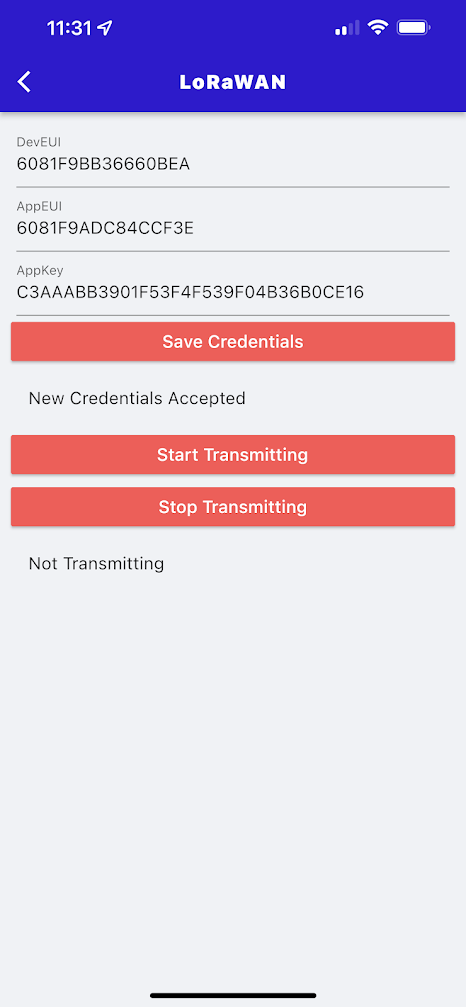 11:31
LoRaWAN
DevEUI
6081F9BB36660BEA
AppEUI
6081F9ADC84CCF3E
AppKey
C3AAABB3901F53F4F539F04B36B0CE16
Save Credentials
New Credentials Accepted
Start Transmitting
Stop Transmitting
Not Transmitting